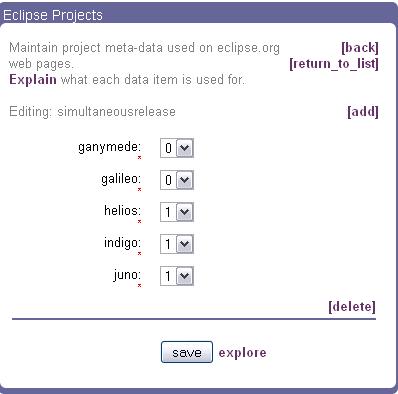 Eclipse Projects
Maintain project meta-data used on eclipse.org [back]
web pages. [return_to_list]
Explain what each data item is used for.
Editing: simultaneousrelease [add]
ganymede: 0
galileo: 0
helios: 1
indigo: 1
juno: 1
[delete]
save explore